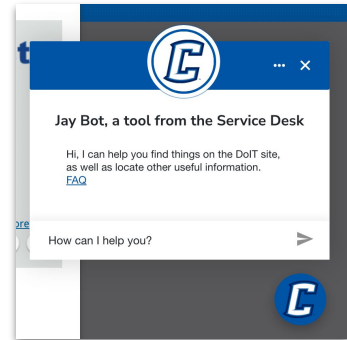 t
C
Jay Bot, a tool from the Service Desk
Hi, I can help you find things on the DoIT site,
as well as locate other useful information.
FAQ
ore
How can I help you?
C